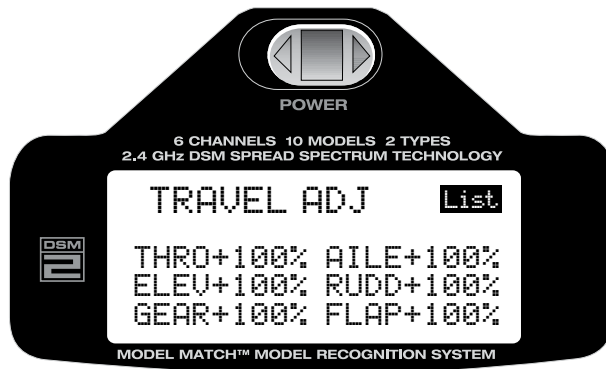 POWER
6 CHANNELS 10 MODELS 2 TYPES
2.4 GHz DSM SPREAD SPECTRUM TECHNOLOGY
TRAVEL ADJ List
DSM
2
THRO+100% AILE+100%
ELEV+100% RUDD+100%
GEAR+100% FLAP+100%
MODEL MATCH™ MODEL RECOGNITION SYSTEM